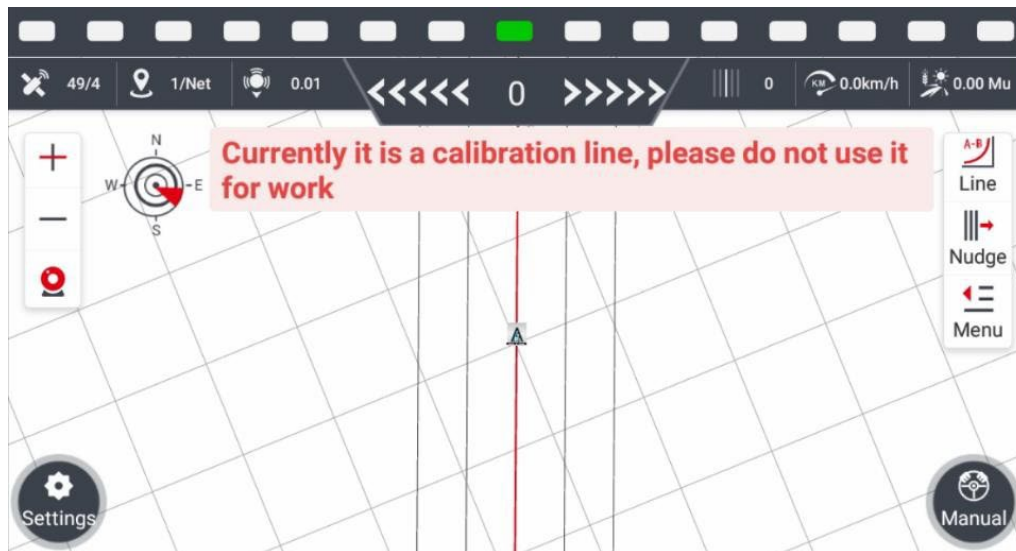 49/4 1/Net 0.01 <<<<< 0 >>>>> 0 KM 0.0km/h 0.00 Mu
Currently it is a calibration line, please do not use it
for work
N
W E
S
A-B
Line
Nudge
Menu
Settings
Manual